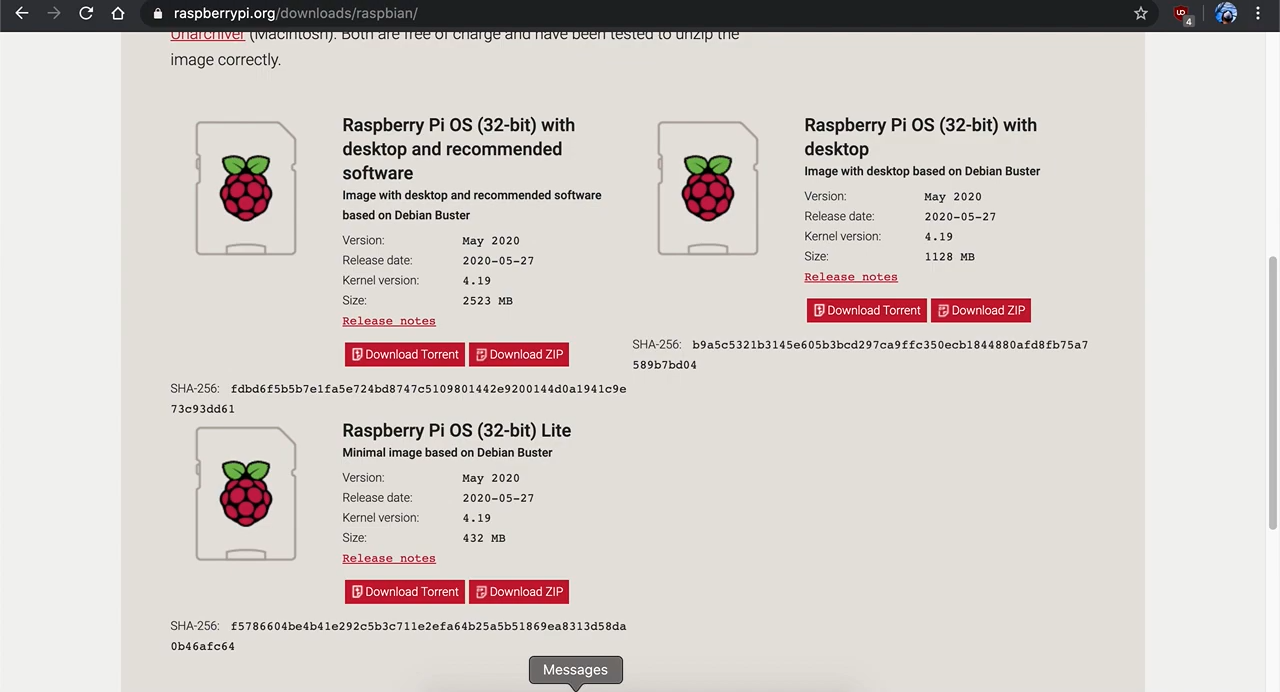 raspberrypi.org/downloads/raspbian/
4
Unarchiver (Macintosh). Both are free of charge and have been tested to unzip the
image correctly.
Raspberry Pi OS (32-bit) with
desktop and recommended
software
Image with desktop and recommended software
based on Debian Buster
Version: May 2020
Release date: 2020-05-27
Kernel version: 4.19
Size: 2523 MB
Release notes
Download Torrent Download ZIP
SHA-256: fdbd6f5b5b7e1fa5e724bd8747c5109801442e9200144d0a1941c9e
73c93dd61
Raspberry Pi OS (32-bit) with
desktop
Image with desktop based on Debian Buster
Version: May 2020
Release date: 2020-05-27
Kernel version: 4.19
Size: 1128 MB
Release notes
Download Torrent Download ZIP
SHA-256: b9a5c5321b3145e605b3bcd297ca9ffc350ecb1844880afd8fb75a7
589b7bd04
Raspberry Pi OS (32-bit) Lite
Minimal image based on Debian Buster
Version: May 2020
Release date: 2020-05-27
Kernel version: 4.19
Size: 432 MB
Release notes
Download Torrent Download ZIP
SHA-256: f5786604be4b41e292c5b3c711e2efa64b25a5b51869ea8313d58da
0b46afc64
Messages